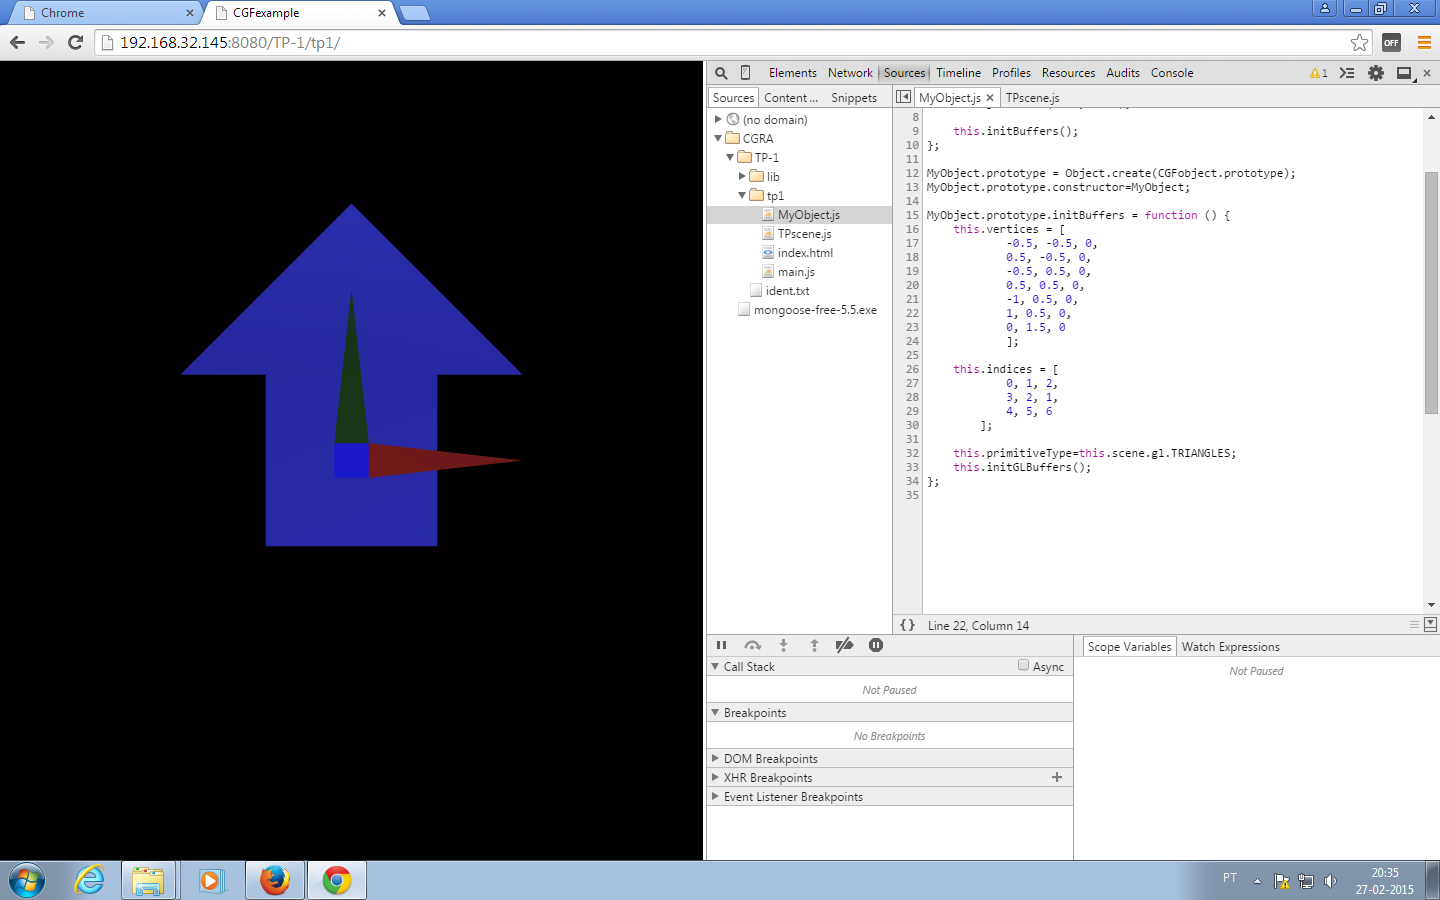 Chrome
CGFexample
192.168.32.145:8080/TP-1/tp1/
OFF
Elements Network Sources Timeline Profiles Resources Audits Console
1
Sources Content ... Snippets
MyObject.js
TPscene.js
(no domain)
CGRA
TP-1
lib
tp1
MyObject.js
TPscene.js
index.html
main.js
ident.txt
mongoose-free-5.5.exe
8
9 this.initBuffers();
10 };
11
12 MyObject.prototype = Object.create(CGFobject.prototype);
13 MyObject.prototype.constructor=MyObject;
14
15 MyObject.prototype.initBuffers = function () {
16 this.vertices = [
17 -0.5, -0.5, 0,
18 0.5, -0.5, 0,
19 -0.5, 0.5, 0,
20 0.5, 0.5, 0,
21 -1, 0.5, 0,
22 1, 0.5, 0,
23 0, 1.5, 0
24 ];
25
26 this.indices = [
27 0, 1, 2,
28 3, 2, 1,
29 4, 5, 6
30 ];
31
32 this.primitiveType=this.scene.gl.TRIANGLES;
33 this.initGLBuffers();
34 };
35
{} Line 22, Column 14
Call Stack
Async
Not Paused
Breakpoints
No Breakpoints
DOM Breakpoints
XHR Breakpoints
Event Listener Breakpoints
Scope Variables Watch Expressions
Not Paused
PT
20:35
27-02-2015